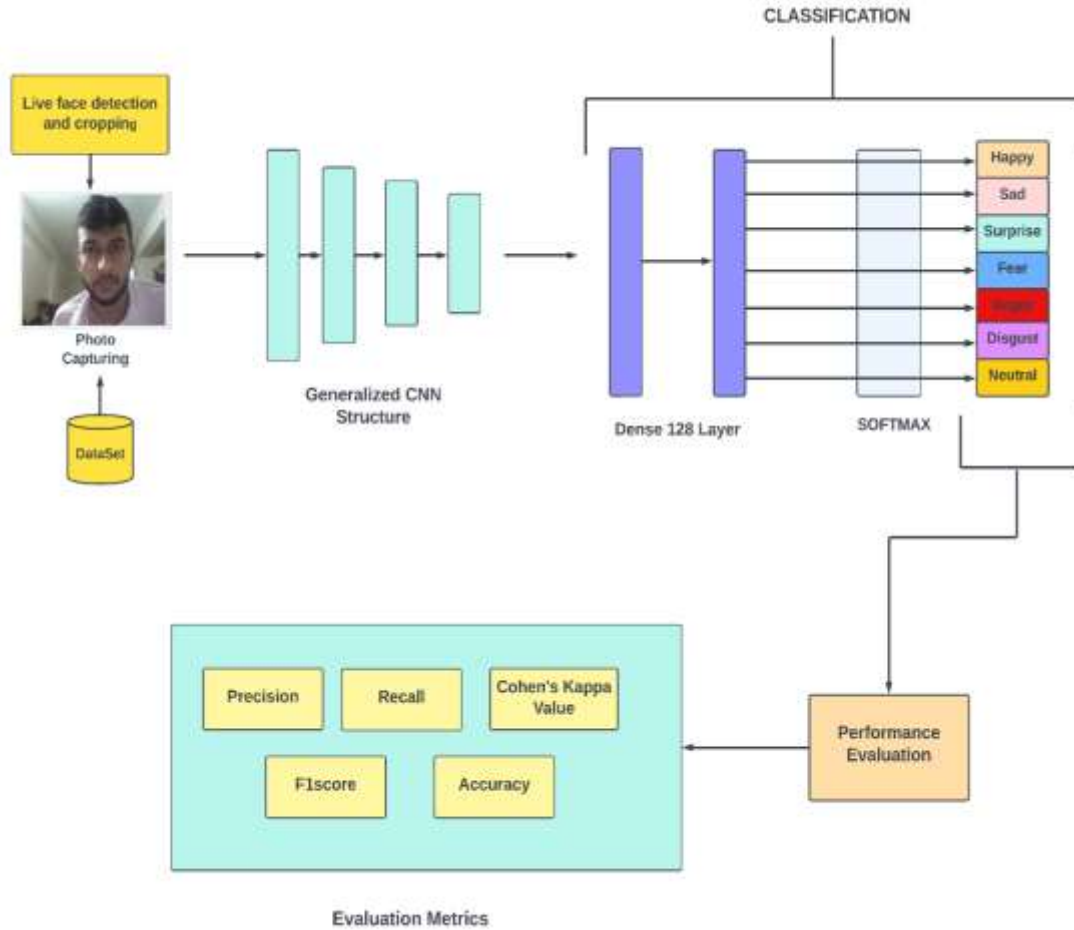 CLASSIFICATION
Live face detection
and cropping
Happy
Sad
Surprise
Fear
Angry
Disgust
Neutral
Photo
Capturing
Generalized CNN
Structure
Dense 128 Layer
SOFTMAX
DataSet
Precision
Recall
Cohen's Kappa
Value
Performance
Evaluation
F1score
Accuracy
Evaluation Metrics